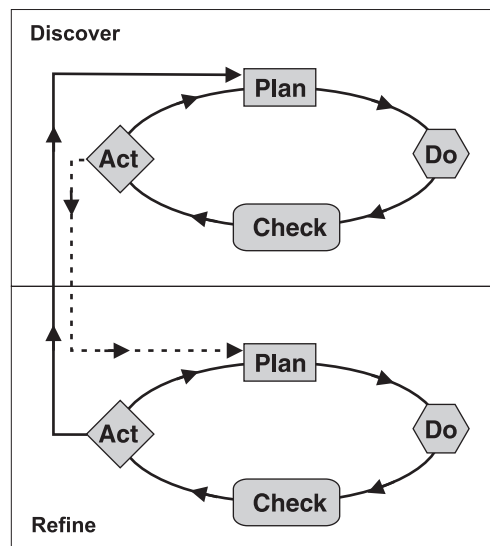 Discover
Plan
Act
Do
Check
Plan
Act
Do
Check
Refine